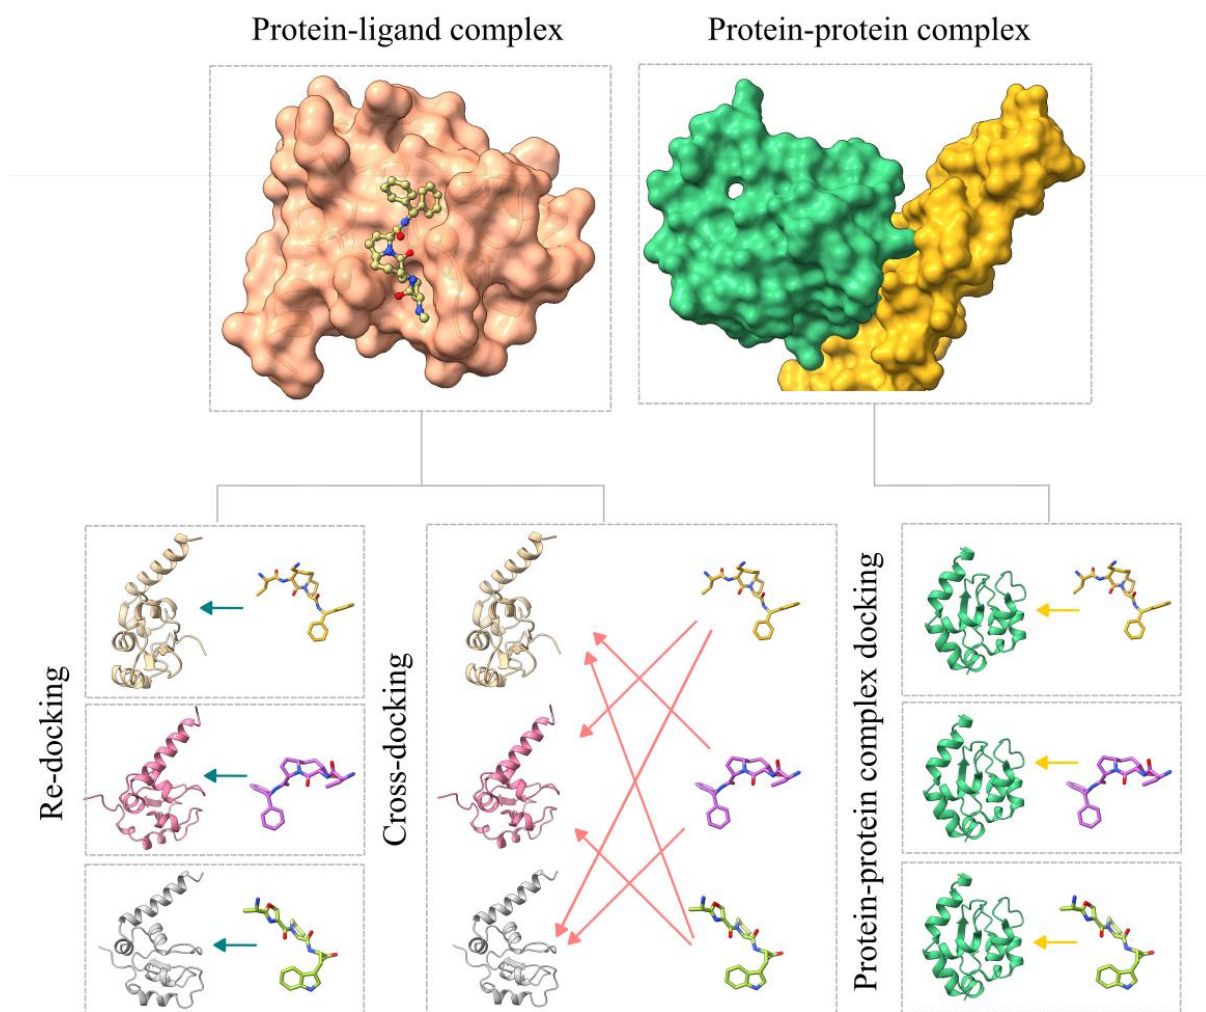 Protein-ligand complex
Protein-protein complex
Re-docking
Cross-docking
Protein-protein complex docking